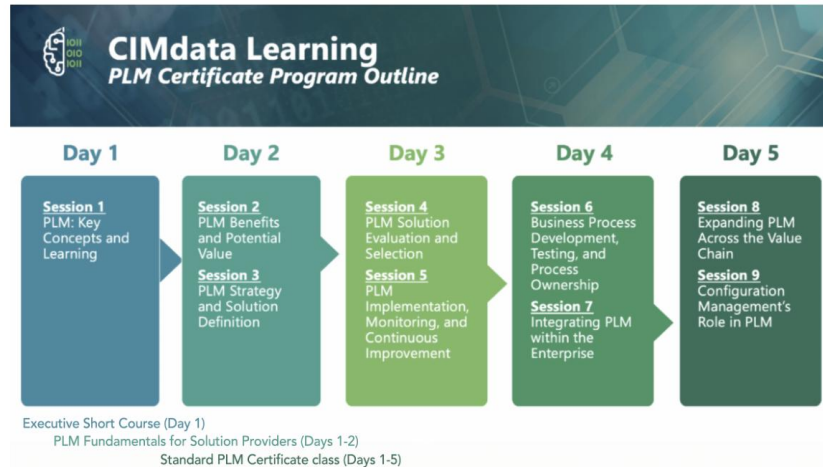 1011
010
1011
CIMdata Learning
PLM Certificate Program Outline
Day 1
Session 1
PLM: Key
Concepts and
Learning
Day 2
Session 2
PLM Benefits
and Potential
Value
Session 3
PLM Strategy
and Solution
Definition
Day 3
Session 4
PLM Solution
Evaluation and
Selection
Session 5
PLM
Implementation,
Monitoring, and
Continuous
Improvement
Day 4
Session 6
Business Process
Development,
Testing, and
Process
Ownership
Session 7
Integrating PLM
within the
Enterprise
Day 5
Session 8
Expanding PLM
Across the Value
Chain
Session 9
Configuration
Management's
Role in PLM
Executive Short Course (Day 1)
PLM Fundamentals for Solution Providers (Days 1-2)
Standard PLM Certificate class (Days 1-5)